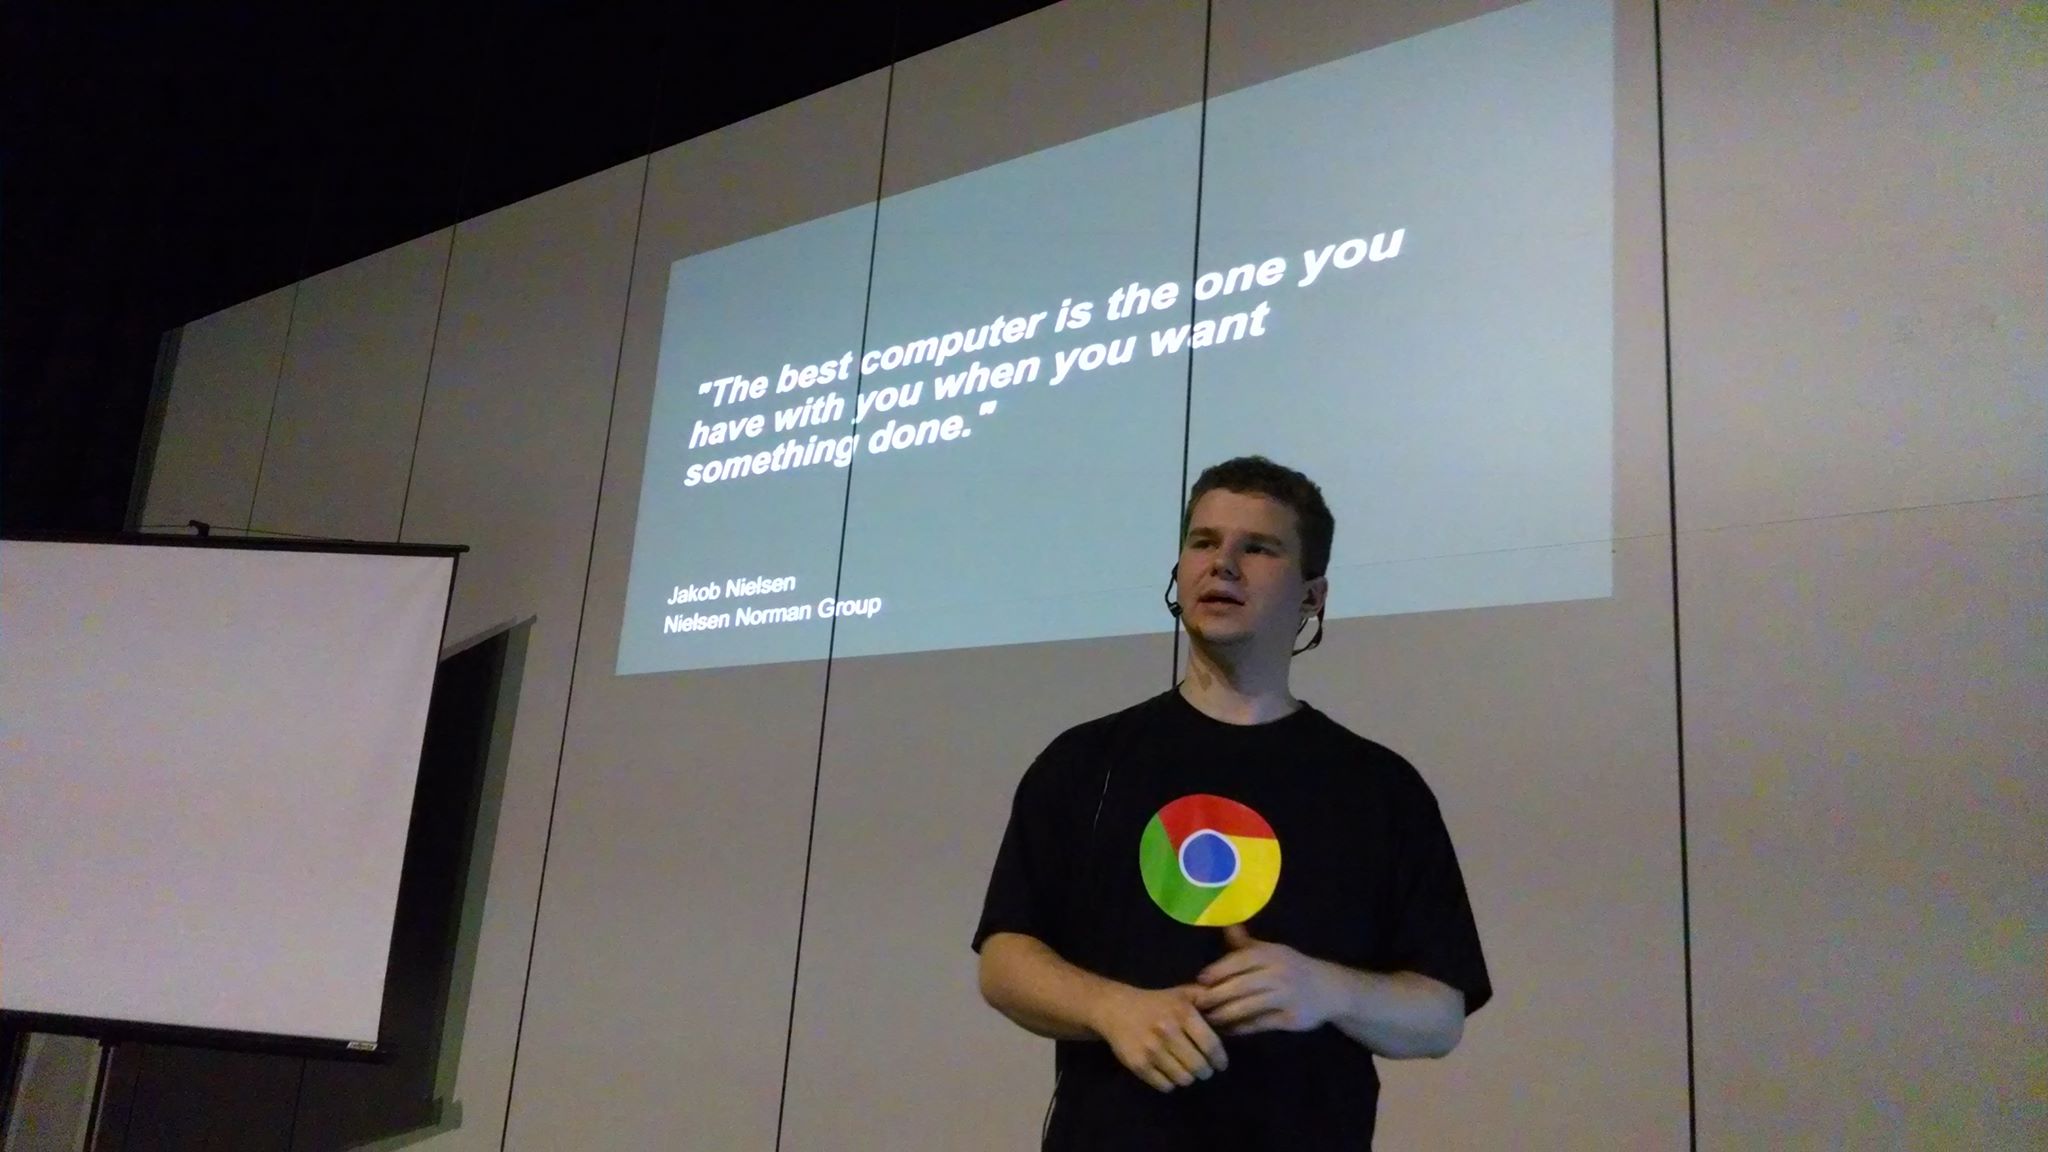 "The best computer is the one you
have with you when you want
something done."
Jakob Nielsen
Nielsen Norman Group